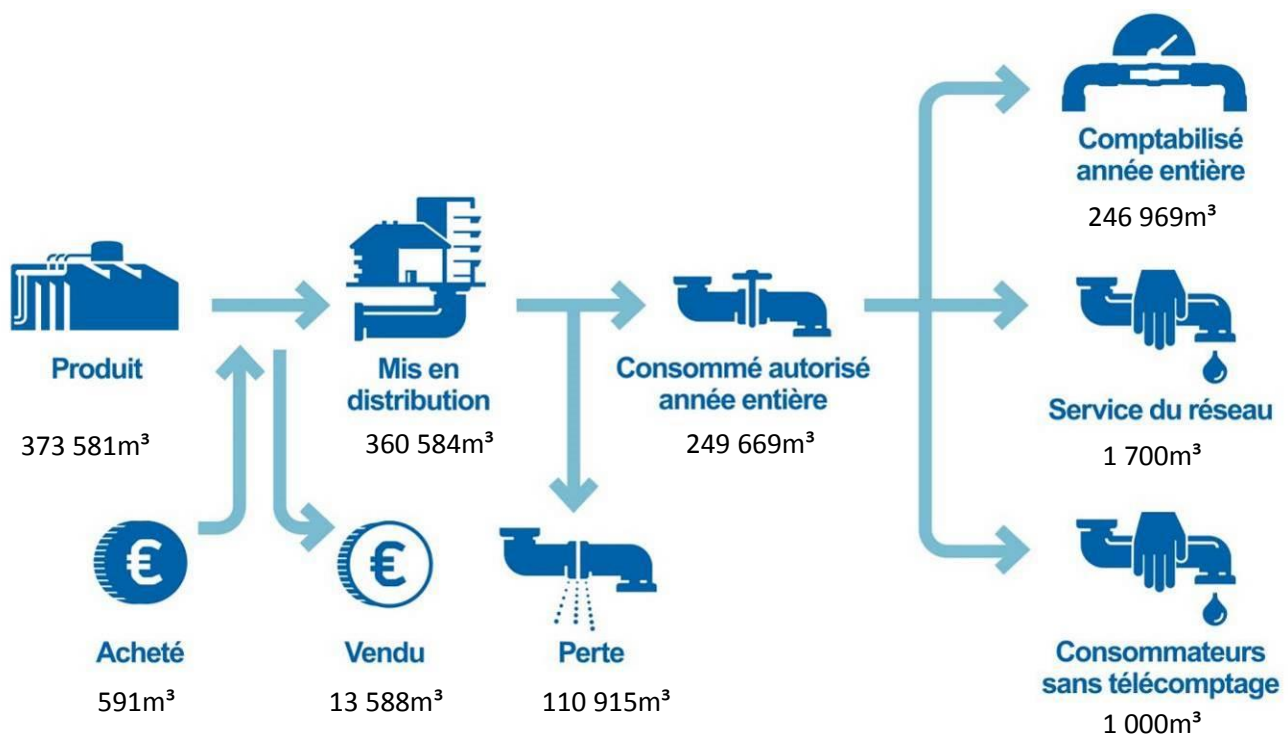 Comptabilisé
année entière
246 969m³
Produit
373 581m³
Mis en
distribution
360 584m³
Consommé autorisé
année entière
249 669m³
Service du réseau
1 700m³
€
Acheté
591m³
€
Vendu
13 588m³
Perte
110 915m³
Consommateurs
sans télécomptage
1 000m³